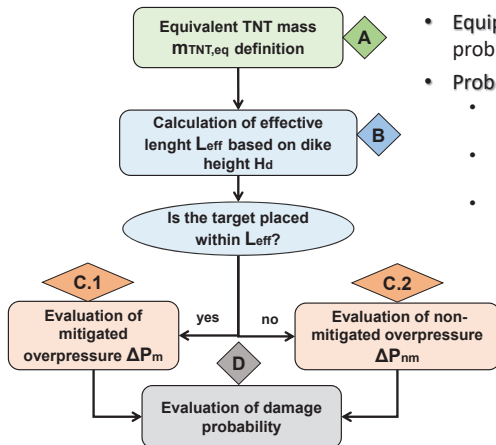 Equivalent TNT mass
mTNT,eq definition
A
Calculation of effective
lenght Leff based on dike
height Hd
B
Is the target placed
within Leff?
C.1
C.2
Evaluation of
mitigated
overpressure ΔPm
yes
no
Evaluation of non-
mitigated overpressure
ΔPnm
D
Evaluation of damage
probability
• Equip
prob
• Prob
•
•
•